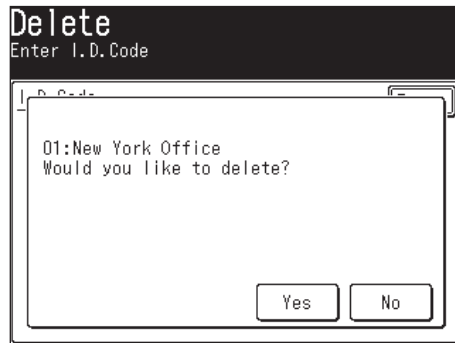 Delete
Enter I.D.Code
01:New York Office
Would you like to delete?
Yes No